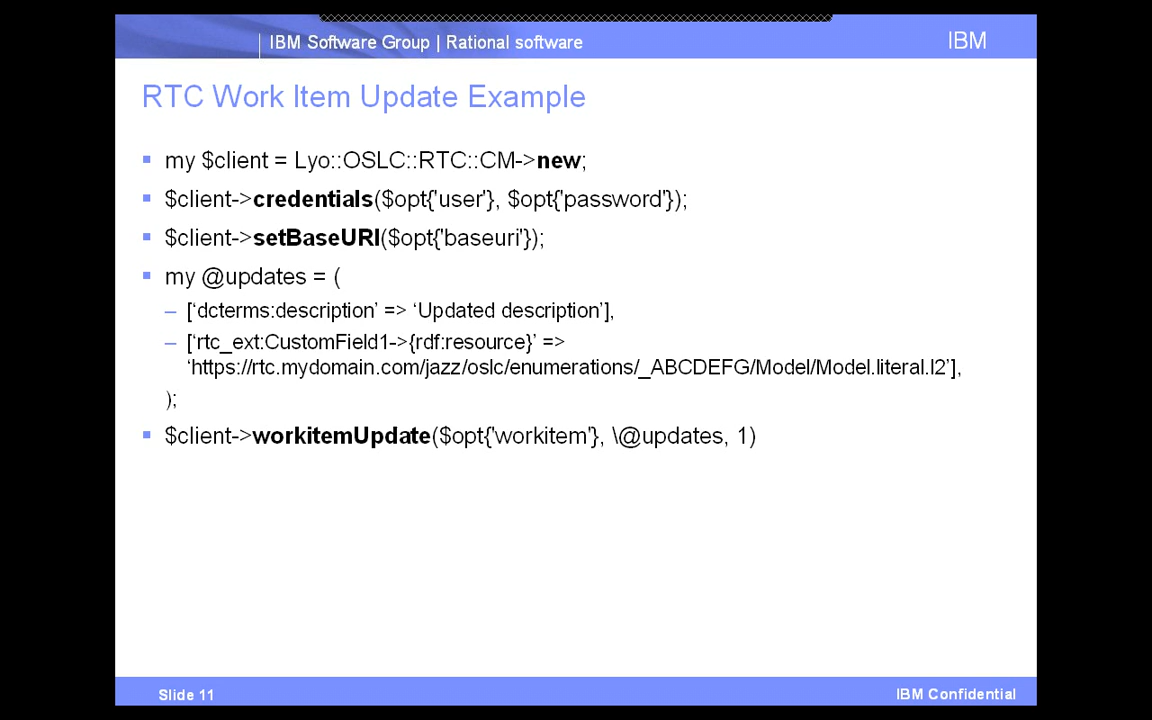 IBM Software Group | Rational software
IBM
RTC Work Item Update Example
my $client = Lyo::OSLC::RTC::CM->new;
$client->credentials($opt{'user'}, $opt{'password'});
$client->setBaseURI($opt{'baseuri'});
my @updates = (
– [‘dcterms:description’ => ‘Updated description’],
– [‘rtc_ext:CustomField1->{rdf:resource}’ =>
‘https://rtc.mydomain.com/jazz/oslc/enumerations/_ABCDEFG/Model/Model.literal.l2’],
);
$client->workitemUpdate($opt{'workitem'}, \@updates, 1)
Slide 11
IBM Confidential